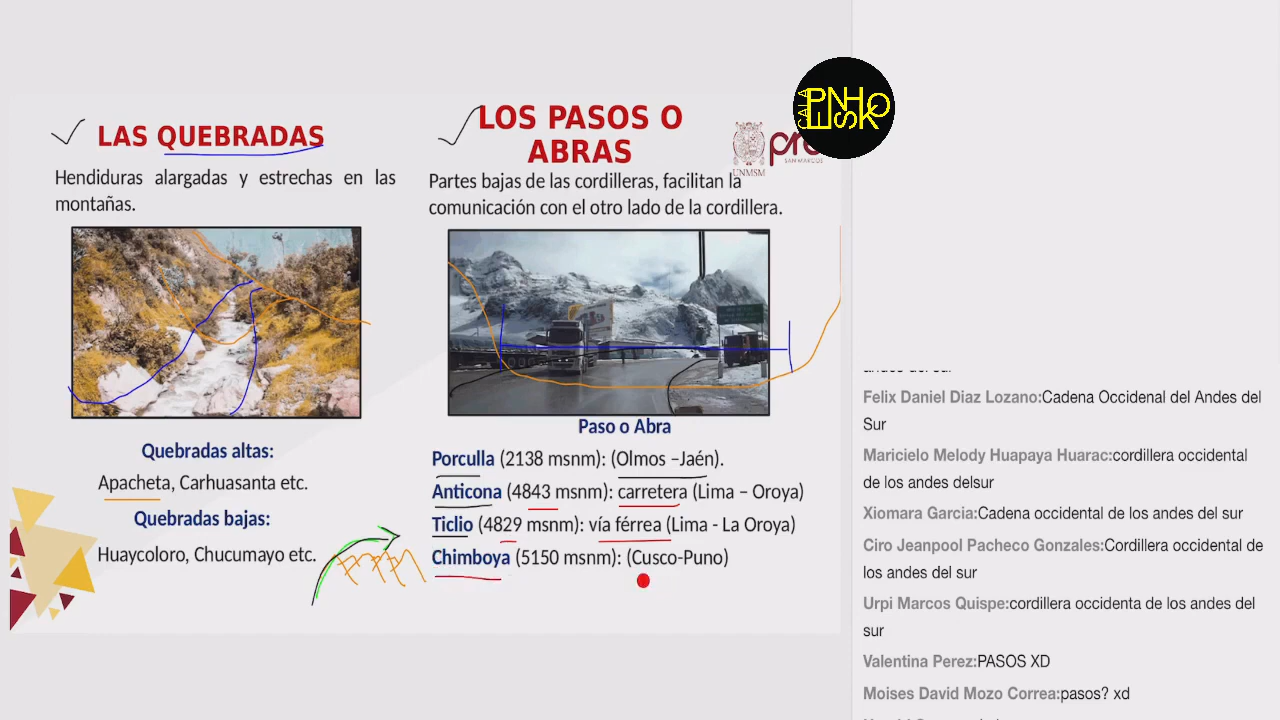 LAS QUEBRADAS
Hendiduras alargadas y estrechas en las
montañas.
Quebradas altas:
Apacheta, Carhuasanta etc.
Quebradas bajas:
Huaycoloro, Chucumayo etc.
LOS PASOS O
ABRAS
UNMSM
pre
SAN MARCOS
Partes bajas de las cordilleras, facilitan la
comunicación con el otro lado de la cordillera.
Paso o Abra
Porculla (2138 msnm): (Olmos –Jaén).
Anticona (4843 msnm): carretera (Lima – Oroya)
Ticlio (4829 msnm): vía férrea (Lima - La Oroya)
Chimboya (5150 msnm): (Cusco-Puno)
andes del sur
Felix Daniel Diaz Lozano:Cadena Occidenal del Andes del
Sur
Maricielo Melody Huapaya Huarac:cordillera occidental
de los andes delsur
Xiomara Garcia:Cadena occidental de los andes del sur
Ciro Jeanpool Pacheco Gonzales:Cordillera occidental de
los andes del sur
Urpi Marcos Quispe:cordillera occidenta de los andes del
sur
Valentina Perez:PASOS XD
Moises David Mozo Correa:pasos? xd